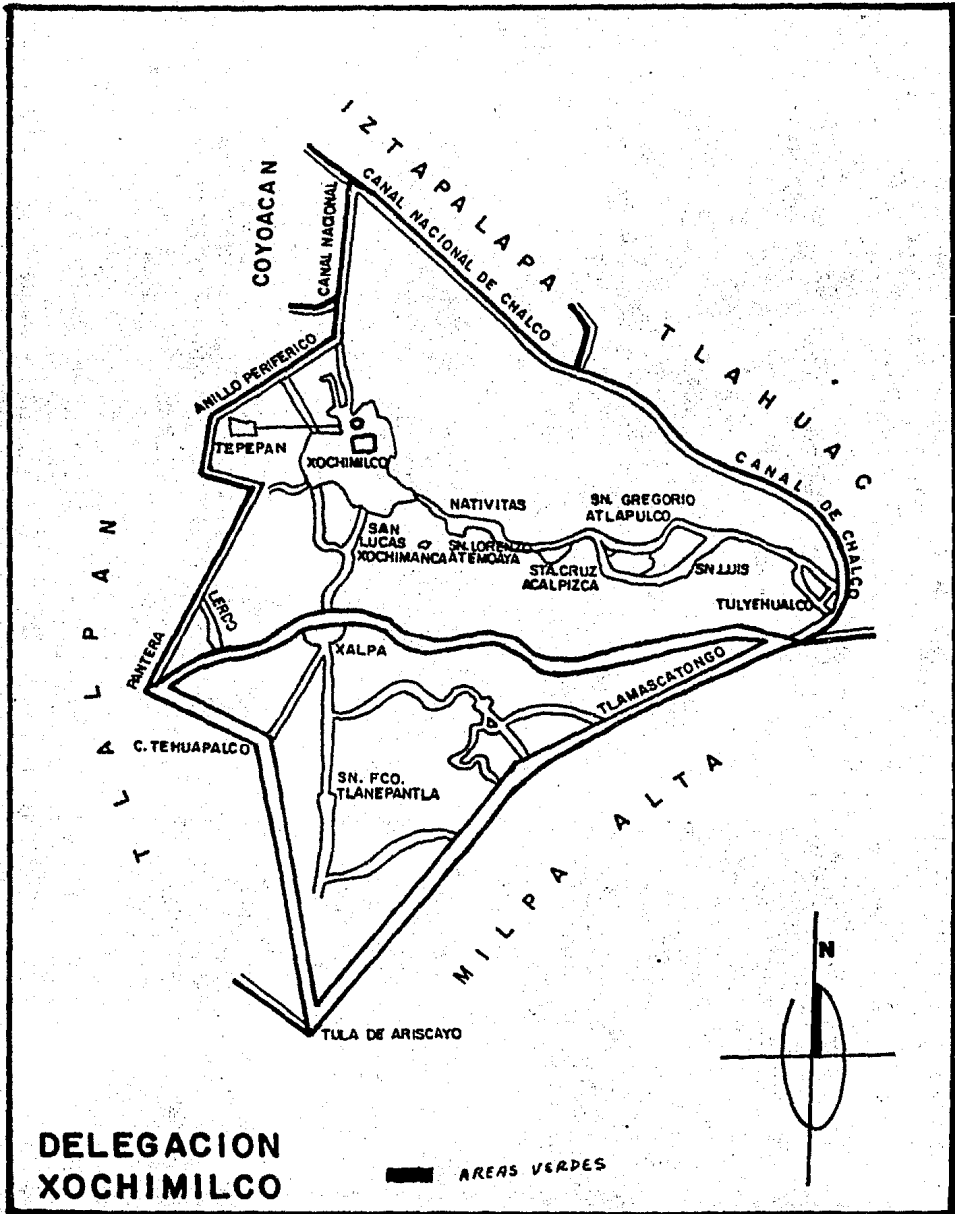 IZTAPALAPA
COYOACAN
CANAL NACIONAL
CANAL NACIONAL DE CHALCO
TLAHUAC
ANILLO PERIFERICO
TEPEPAN
XOCHIMILCO
CANAL DE CHALCO
NATIVITAS
SN. GREGORIO
ATLAPULCO
SAN
LUCAS
XOCHIMANCA
SN. LORENZO
ATEMOAYA
STA. CRUZ
ACALPIZCA
SN. LUIS
TULYEHUALCO
TLALPAN
LERDO
PANTERA
XALPA
TLAMASCATONGO
C. TEHUAPALCO
SN. FCO.
TLANEPANTLA
MILPA ALTA
TULA DE ARISCAYO
N
DELEGACION
XOCHIMILCO
AREAS VERDES